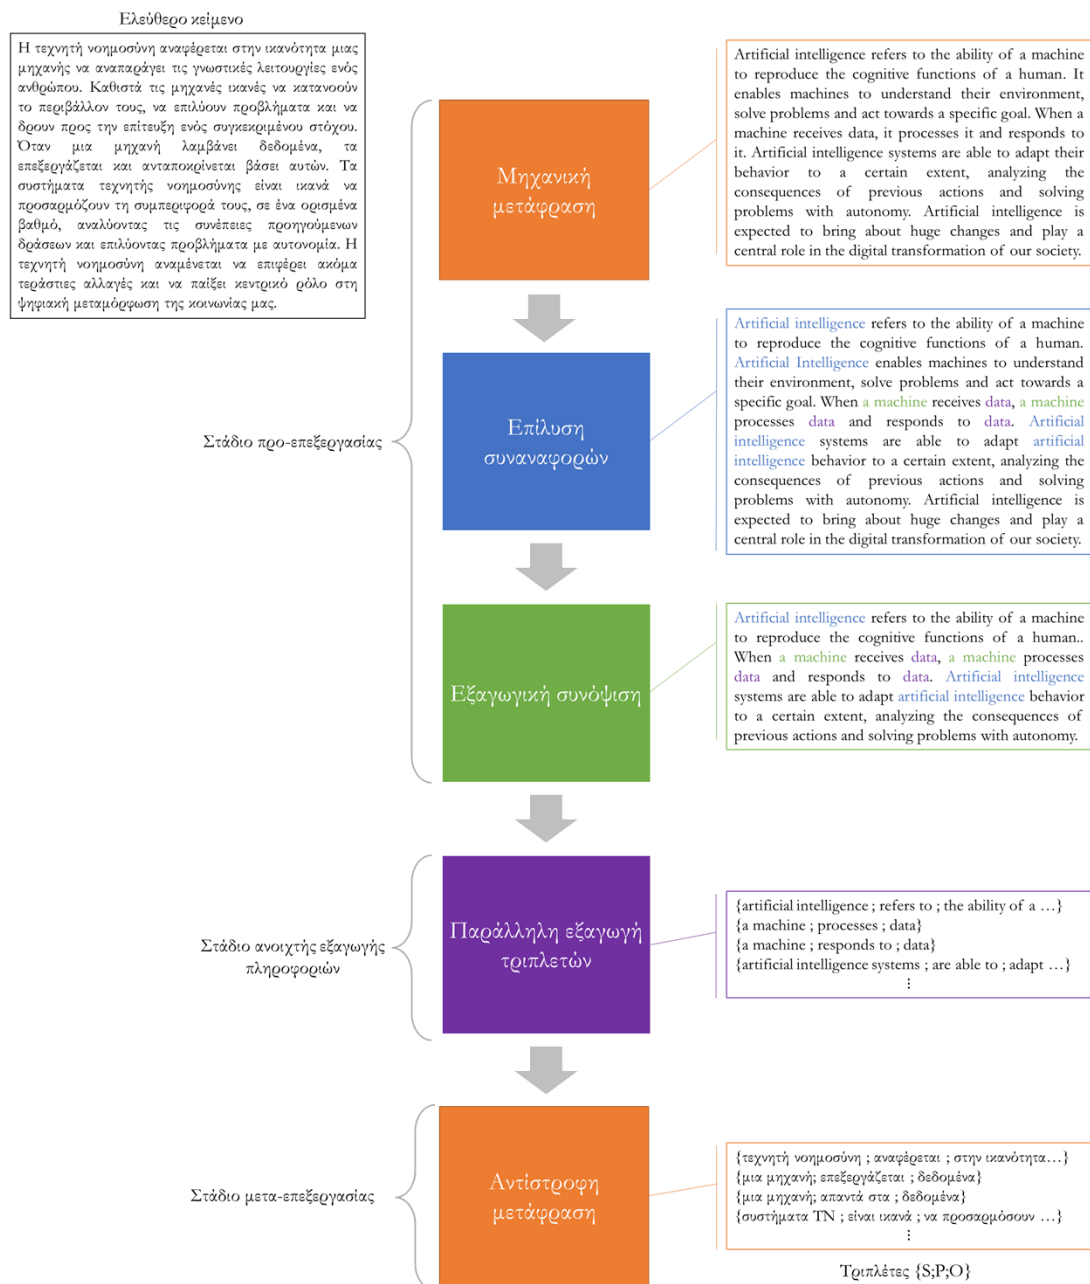 Ελεύθερο κείμενο
Η τεχνητή νοημοσύνη αναφέρεται στην ικανότητα μιας
μηχανής να αναπαράγει τις γνωστικές λειτουργίες ενός
ανθρώπου. Καθιστά τις μηχανές ικανές να κατανοούν
το περιβάλλον τους, να επιλύουν προβλήματα και να
δρουν προς την επίτευξη ενός συγκεκριμένου στόχου.
Όταν μια μηχανή λαμβάνει δεδομένα, τα
επεξεργάζεται και ανταποκρίνεται βάσει αυτών. Τα
συστήματα τεχνητής νοημοσύνης είναι ικανά να
προσαρμόζουν τη συμπεριφορά τους, σε ένα ορισμένα
βαθμό, αναλύοντας τις συνέπειες προηγούμενων
δράσεων και επιλύοντας προβλήματα με αυτονομία. Η
τεχνητή νοημοσύνη αναμένεται να επιφέρει ακόμα
τεράστιες αλλαγές και να παίξει κεντρικό ρόλο στη
ψηφιακή μεταμόρφωση της κοινωνίας μας.
Στάδιο προ-επεξεργασίας
Μηχανική
μετάφραση
Artificial intelligence refers to the ability of a machine
to reproduce the cognitive functions of a human. It
enables machines to understand their environment,
solve problems and act towards a specific goal. When a
machine receives data, it processes it and responds to
it. Artificial intelligence systems are able to adapt their
behavior to a certain extent, analyzing the
consequences of previous actions and solving
problems with autonomy. Artificial intelligence is
expected to bring about huge changes and play a
central role in the digital transformation of our society.
Επίλυση
συναναφορών
Artificial intelligence refers to the ability of a machine
to reproduce the cognitive functions of a human.
Artificial Intelligence enables machines to understand
their environment, solve problems and act towards a
specific goal. When a machine receives data, a machine
processes data and responds to data. Artificial
intelligence systems are able to adapt artificial
intelligence behavior to a certain extent, analyzing the
consequences of previous actions and solving
problems with autonomy. Artificial intelligence is
expected to bring about huge changes and play a
central role in the digital transformation of our society.
Εξαγωγική συνόψιση
Artificial intelligence refers to the ability of a machine
to reproduce the cognitive functions of a human..
When a machine receives data, a machine processes
data and responds to data. Artificial intelligence
systems are able to adapt artificial intelligence behavior
to a certain extent, analyzing the consequences of
previous actions and solving problems with autonomy.
Στάδιο ανοιχτής εξαγωγής
πληροφοριών
Παράλληλη εξαγωγή
τριπλετών
{artificial intelligence ; refers to ; the ability of a …}
{a machine ; processes ; data}
{a machine ; responds to ; data}
{artificial intelligence systems ; are able to ; adapt …}
⋮
Στάδιο μετα-επεξεργασίας
Αντίστροφη
μετάφραση
{τεχνητή νοημοσύνη ; αναφέρεται ; στην ικανότητα…}
{μια μηχανή; επεξεργάζεται ; δεδομένα}
{μια μηχανή; απαντά στα ; δεδομένα}
{συστήματα ΤΝ ; είναι ικανά ; να προσαρμόσουν …}
⋮
Τριπλέτες {S;P;O}